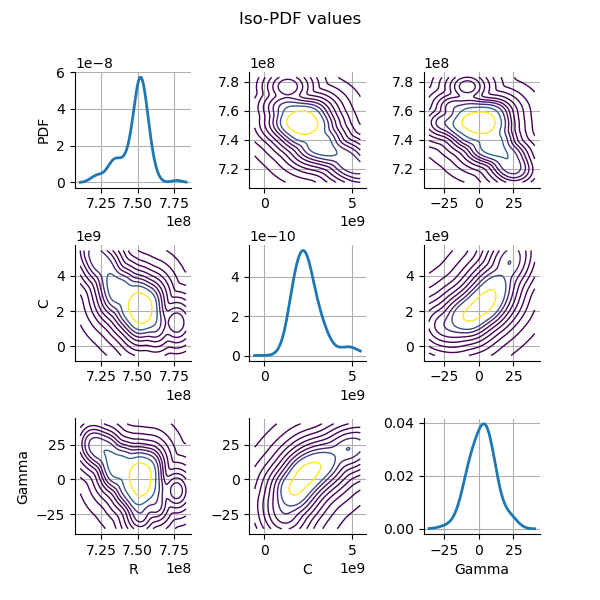 Iso-PDF values
1e−8
1e8
1e8
6
4
2
0
PDF
7.8
7.6
7.4
7.2
7.8
7.6
7.4
7.2
7.25 7.50 7.75
1e8
0 5
1e9
−25 0 25
1e9
1e−10
1e9
4
2
0
C
4
2
0
4
2
0
7.25 7.50 7.75
1e8
0 5
1e9
−25 0 25
25
0
−25
Gamma
25
0
−25
0.04
0.02
0.00
7.25 7.50 7.75
1e8
R
0 5
1e9
C
−25 0 25
Gamma